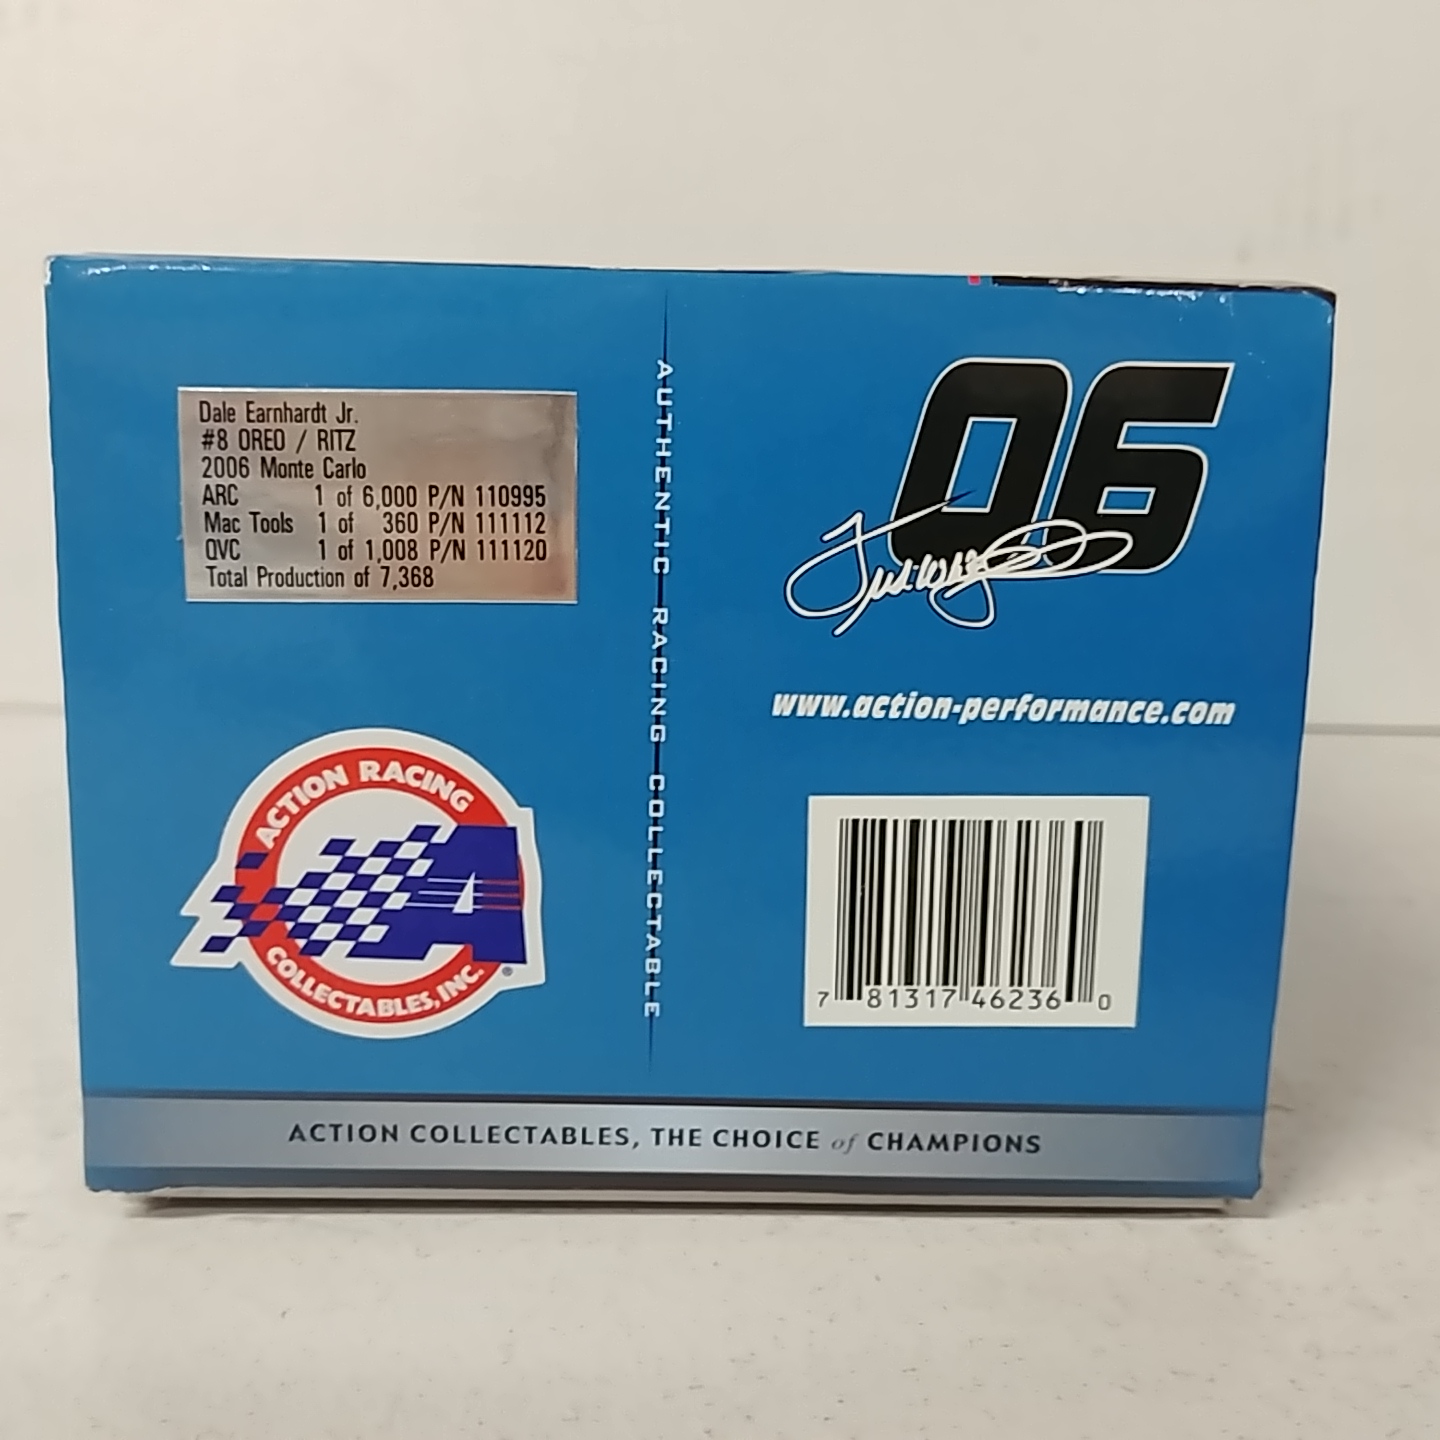 Dale Earnhardt Jr.
#8 OREO / RITZ
2006 Monte Carlo
ARC 1 of 6,000 P/N 110995
Mac Tools 1 of 360 P/N 111112
QVC 1 of 1,008 P/N 111120
Total Production of 7,368
ACTION RACING
COLLECTABLES, INC.
®
AUTHENTIC RACING COLLECTABLE
06
www.action-performance.com
7 81317 46236 0
ACTION COLLECTABLES, THE CHOICE of CHAMPIONS